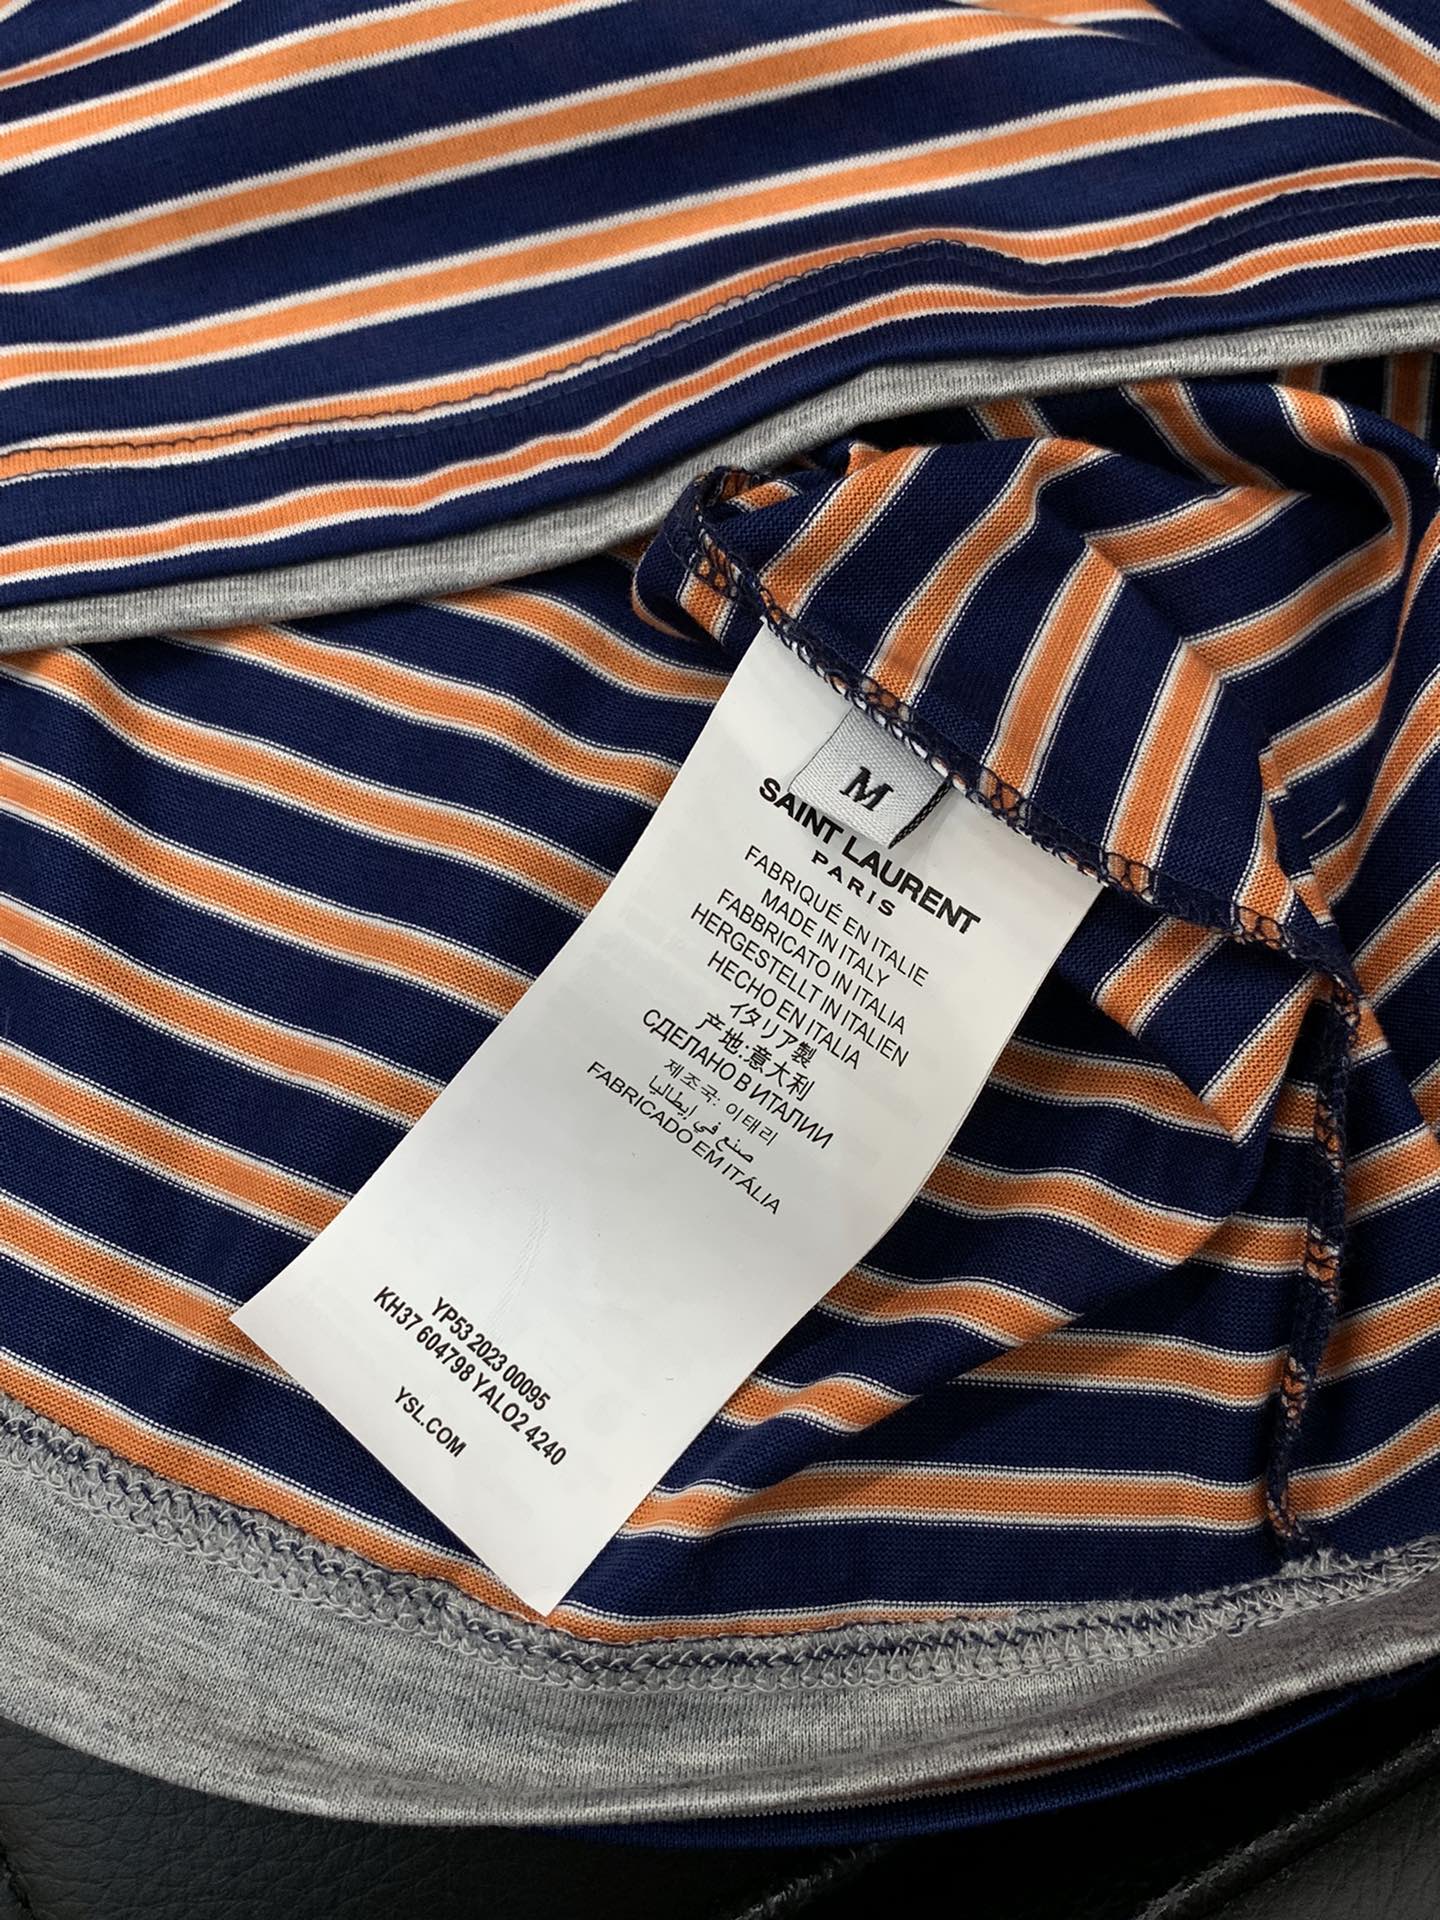 M
SAINT LAURENT
PARIS
FABRIQUÉ EN ITALIE
MADE IN ITALY
FABBRICATO IN ITALIA
HERGESTELLT IN ITALIEN
HECHO EN ITALIA
イタリア製
产地:意大利
СДЕЛАНО В ИТАЛИИ
제조국: 이태리
صنع في إيطاليا
FABRICADO EM ITÁLIA
YP53 2023 00095
KH37 604798 YALO2 4240
YSL.COM